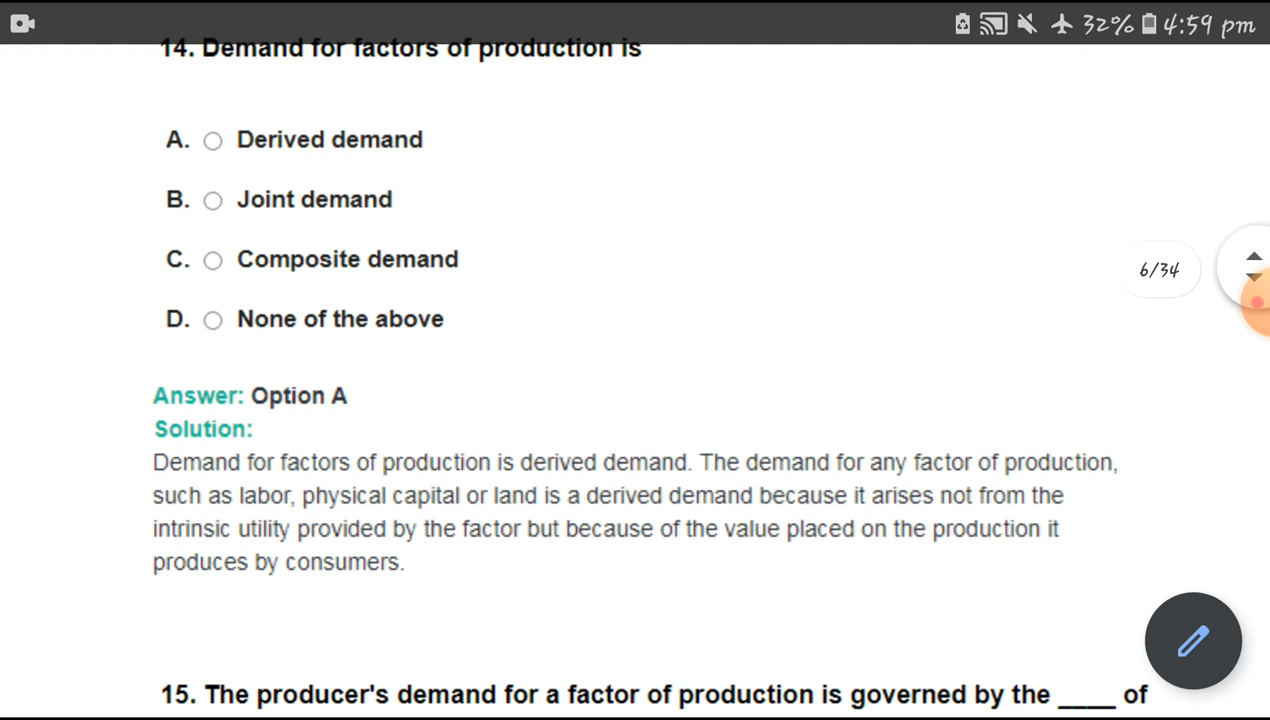 32% 4:59 pm
14. Demand for factors of production is
A. Derived demand
B. Joint demand
C. Composite demand
6/34
D. None of the above
Answer: Option A
Solution:
Demand for factors of production is derived demand. The demand for any factor of production,
such as labor, physical capital or land is a derived demand because it arises not from the
intrinsic utility provided by the factor but because of the value placed on the production it
produces by consumers.
15. The producer's demand for a factor of production is governed by the ____ of